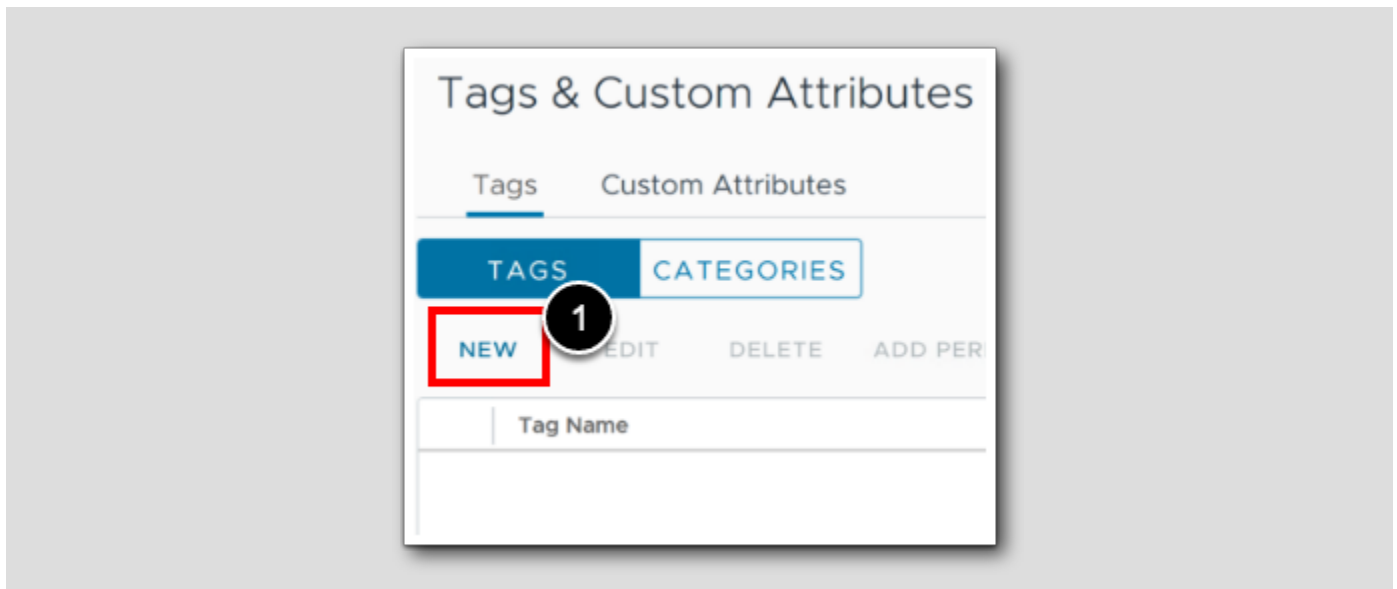 Tags & Custom Attributes
Tags Custom Attributes
TAGS CATEGORIES
1
NEW EDIT DELETE ADD PER
Tag Name